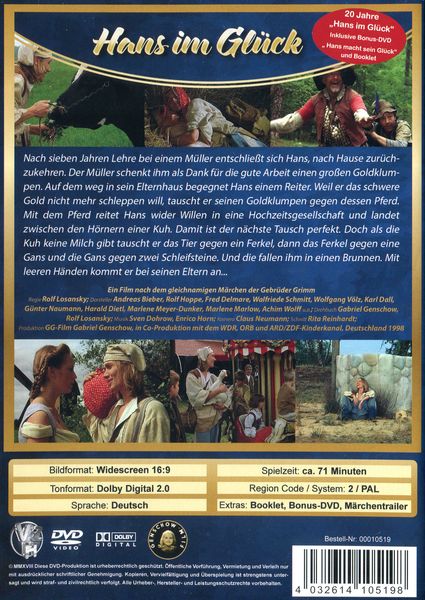 Hans im Glück
20 Jahre
„Hans im Glück"
Inklusive Bonus-DVD
„Hans macht sein Glück"
und Booklet
Nach sieben Jahren Lehre bei einem Müller entschließt sich Hans, nach Hause zurück-
zukehren. Der Müller schenkt ihm als Dank für die gute Arbeit einen großen Goldklum-
pen. Auf dem weg in sein Elternhaus begegnet Hans einem Reiter. Weil er das schwere
Gold nicht mehr schleppen will, tauscht er seinen Goldklumpen gegen dessen Pferd.
Mit dem Pferd reitet Hans wider Willen in eine Hochzeitsgesellschaft und landet
zwischen den Hörnern einer Kuh. Damit ist der nächste Tausch perfekt. Doch als die
Kuh keine Milch gibt tauscht er das Tier gegen ein Ferkel, dann das Ferkel gegen eine
Gans und die Gans gegen zwei Schleifsteine. Und die fallen ihm in einen Brunnen. Mit
leeren Händen kommt er bei seinen Eltern an...
Ein Film nach dem gleichnamigen Märchen der Gebrüder Grimm
Regie Rolf Losansky; Darsteller Andreas Bieber, Rolf Hoppe, Fred Delmare, Walfriede Schmitt, Wolfgang Völz, Karl Dall,
Günter Naumann, Harald Dietl, Marlene Meyer-Dunker, Marlene Marlow, Achim Wolff u.v.a.; Drehbuch Gabriel Genschow,
Rolf Losansky; Musik Sven Dohrow, Enrico Horn; Kamera Claus Neumann; Schnitt Rita Reinhardt;
Produktion GG-Film Gabriel Genschow, in Co-Produktion mit dem WDR, ORB und ARD/ZDF-Kinderkanal, Deutschland 1998
Bildformat: Widescreen 16:9
Spielzeit: ca. 71 Minuten
Tonformat: Dolby Digital 2.0
Region Code / System: 2 / PAL
Sprache: Deutsch
Extras: Booklet, Bonus-DVD, Märchentrailer
DVD
VIDEO
DOLBY
DIGITAL
GENSCHOW
Bestell-Nr: 00010519
© MMXVIII Diese DVD-Produktion ist urheberrechtlich geschützt. Öffentliche Vorführung, Vermietung und Verleih nur
mit ausdrücklicher schriftlicher Genehmigung. Kopieren, Vervielfältigung und Überspielung ist strengstens unter-
sagt und wird straf- und zivilrechtlich verfolgt. Alle Urheber-, Hersteller- und Leistungsschutzrechte vorbehalten.
4 032614 105198